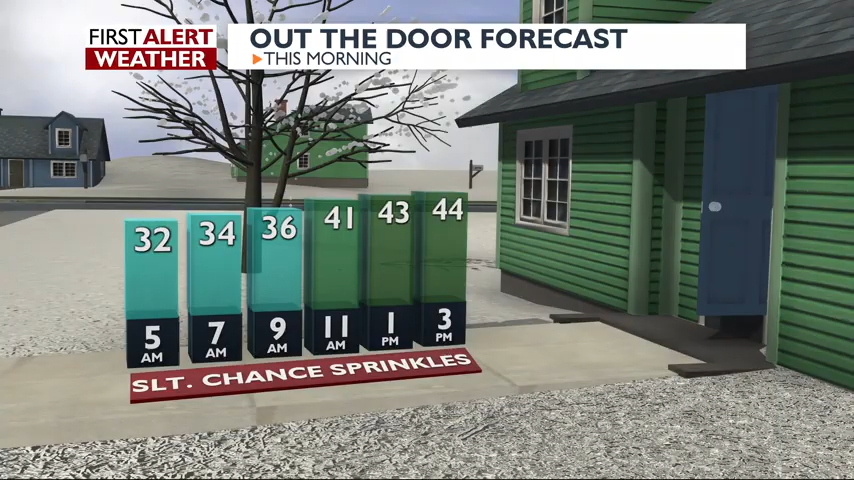 FIRST ALERT
WEATHER
OUT THE DOOR FORECAST
THIS MORNING
32 34 36 41 43 44
5 7 9 11 1 3
AM AM AM AM PM PM
SLT. CHANCE SPRINKLES